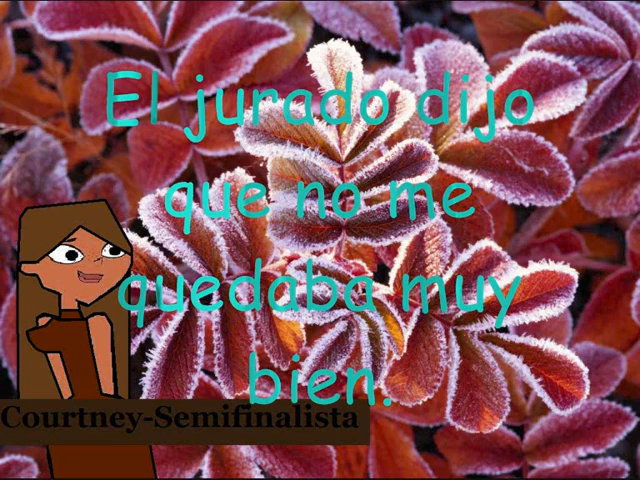 El jurado dijo
que no me
quedaba muy
bien.
Courtney-Semifinalista